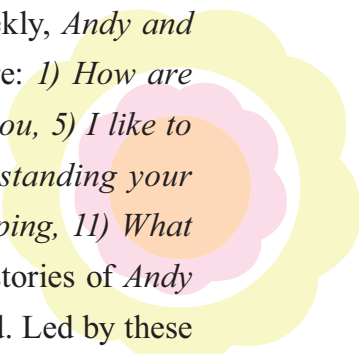 ekly, Andy and
e: 1) How are
ou, 5) I like to
standing your
ping, 11) What
tories of Andy
d. Led by these